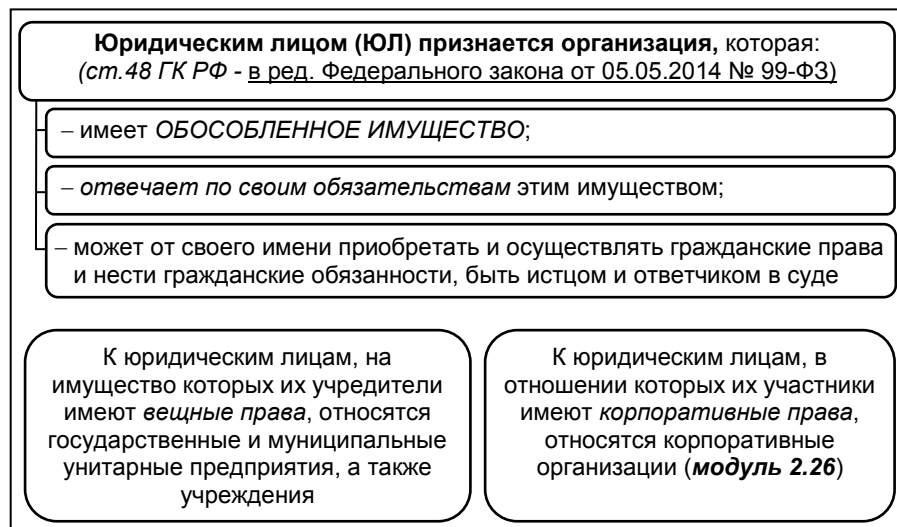 Юридическим лицом (ЮЛ) признается организация, которая:
(ст.48 ГК РФ - в ред. Федерального закона от 05.05.2014 № 99-ФЗ)
– имеет ОБОСОБЛЕННОЕ ИМУЩЕСТВО;
– отвечает по своим обязательствам этим имуществом;
– может от своего имени приобретать и осуществлять гражданские права
и нести гражданские обязанности, быть истцом и ответчиком в суде
К юридическим лицам, на
имущество которых их учредители
имеют вещные права, относятся
государственные и муниципальные
унитарные предприятия, а также
учреждения
К юридическим лицам, в
отношении которых их участники
имеют корпоративные права,
относятся корпоративные
организации (модуль 2.26)